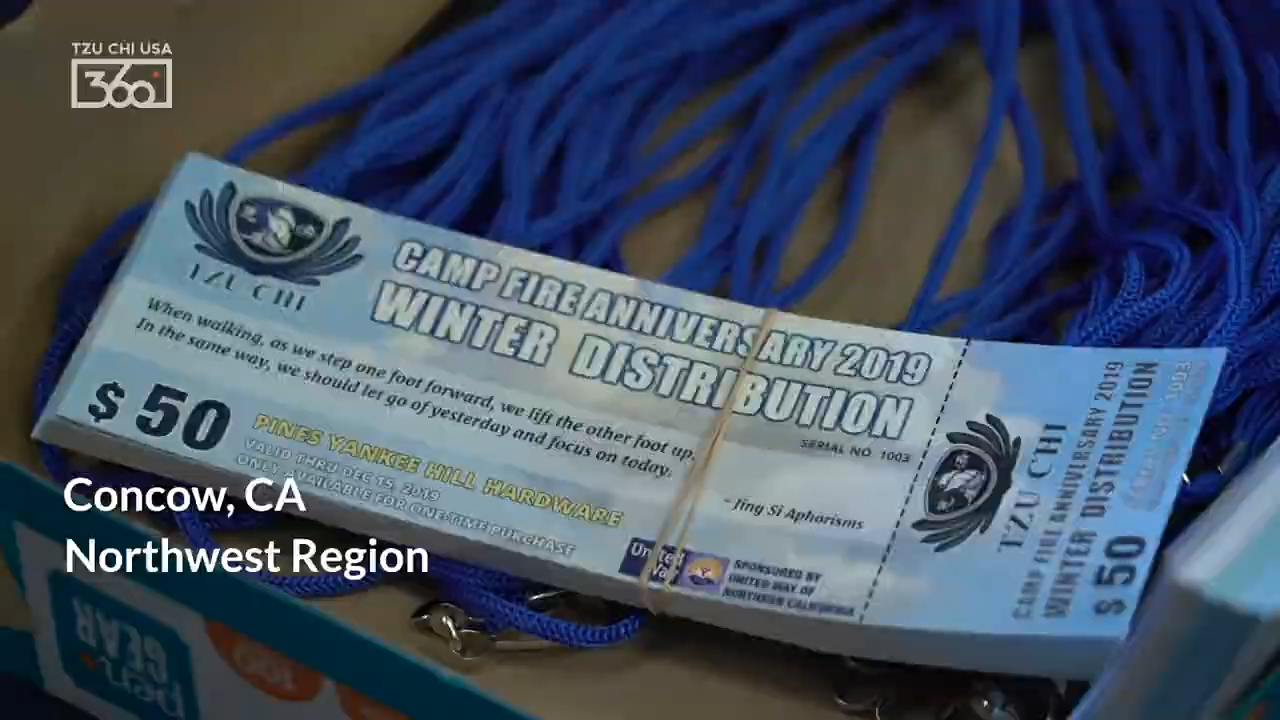 TZU CHI USA
360
TZU CHI
CAMP FIRE ANNIVERSARY 2019
WINTER DISTRIBUTION
When walking, as we step one foot forward, we lift the other foot up.
In the same way, we should let go of yesterday and focus on today.
SERIAL NO 1003
- Jing Si Aphorisms
$ 50
PINES YANKEE HILL HARDWARE
VALID THRU DEC 15, 2019
ONLY AVAILABLE FOR ONE-TIME PURCHASE
United Way
SPONSORED BY
UNITED WAY OF
NORTHERN CALIFORNIA
TZU CHI
CAMP FIRE ANNIVERSARY 2019
WINTER DISTRIBUTION
$ 50
Concow, CA
Northwest Region
GEAR
100